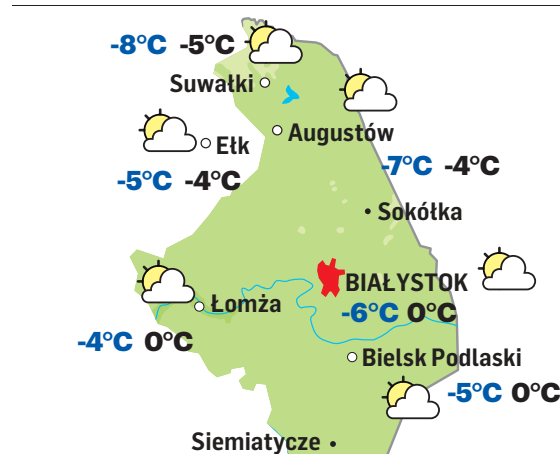 -8°C -5°C
Suwałki
Augustów
Ełk
-5°C -4°C
-7°C -4°C
Sokółka
BIAŁYSTOK
-6°C 0°C
Łomża
-4°C 0°C
Bielsk Podlaski
-5°C 0°C
Siemiatycze